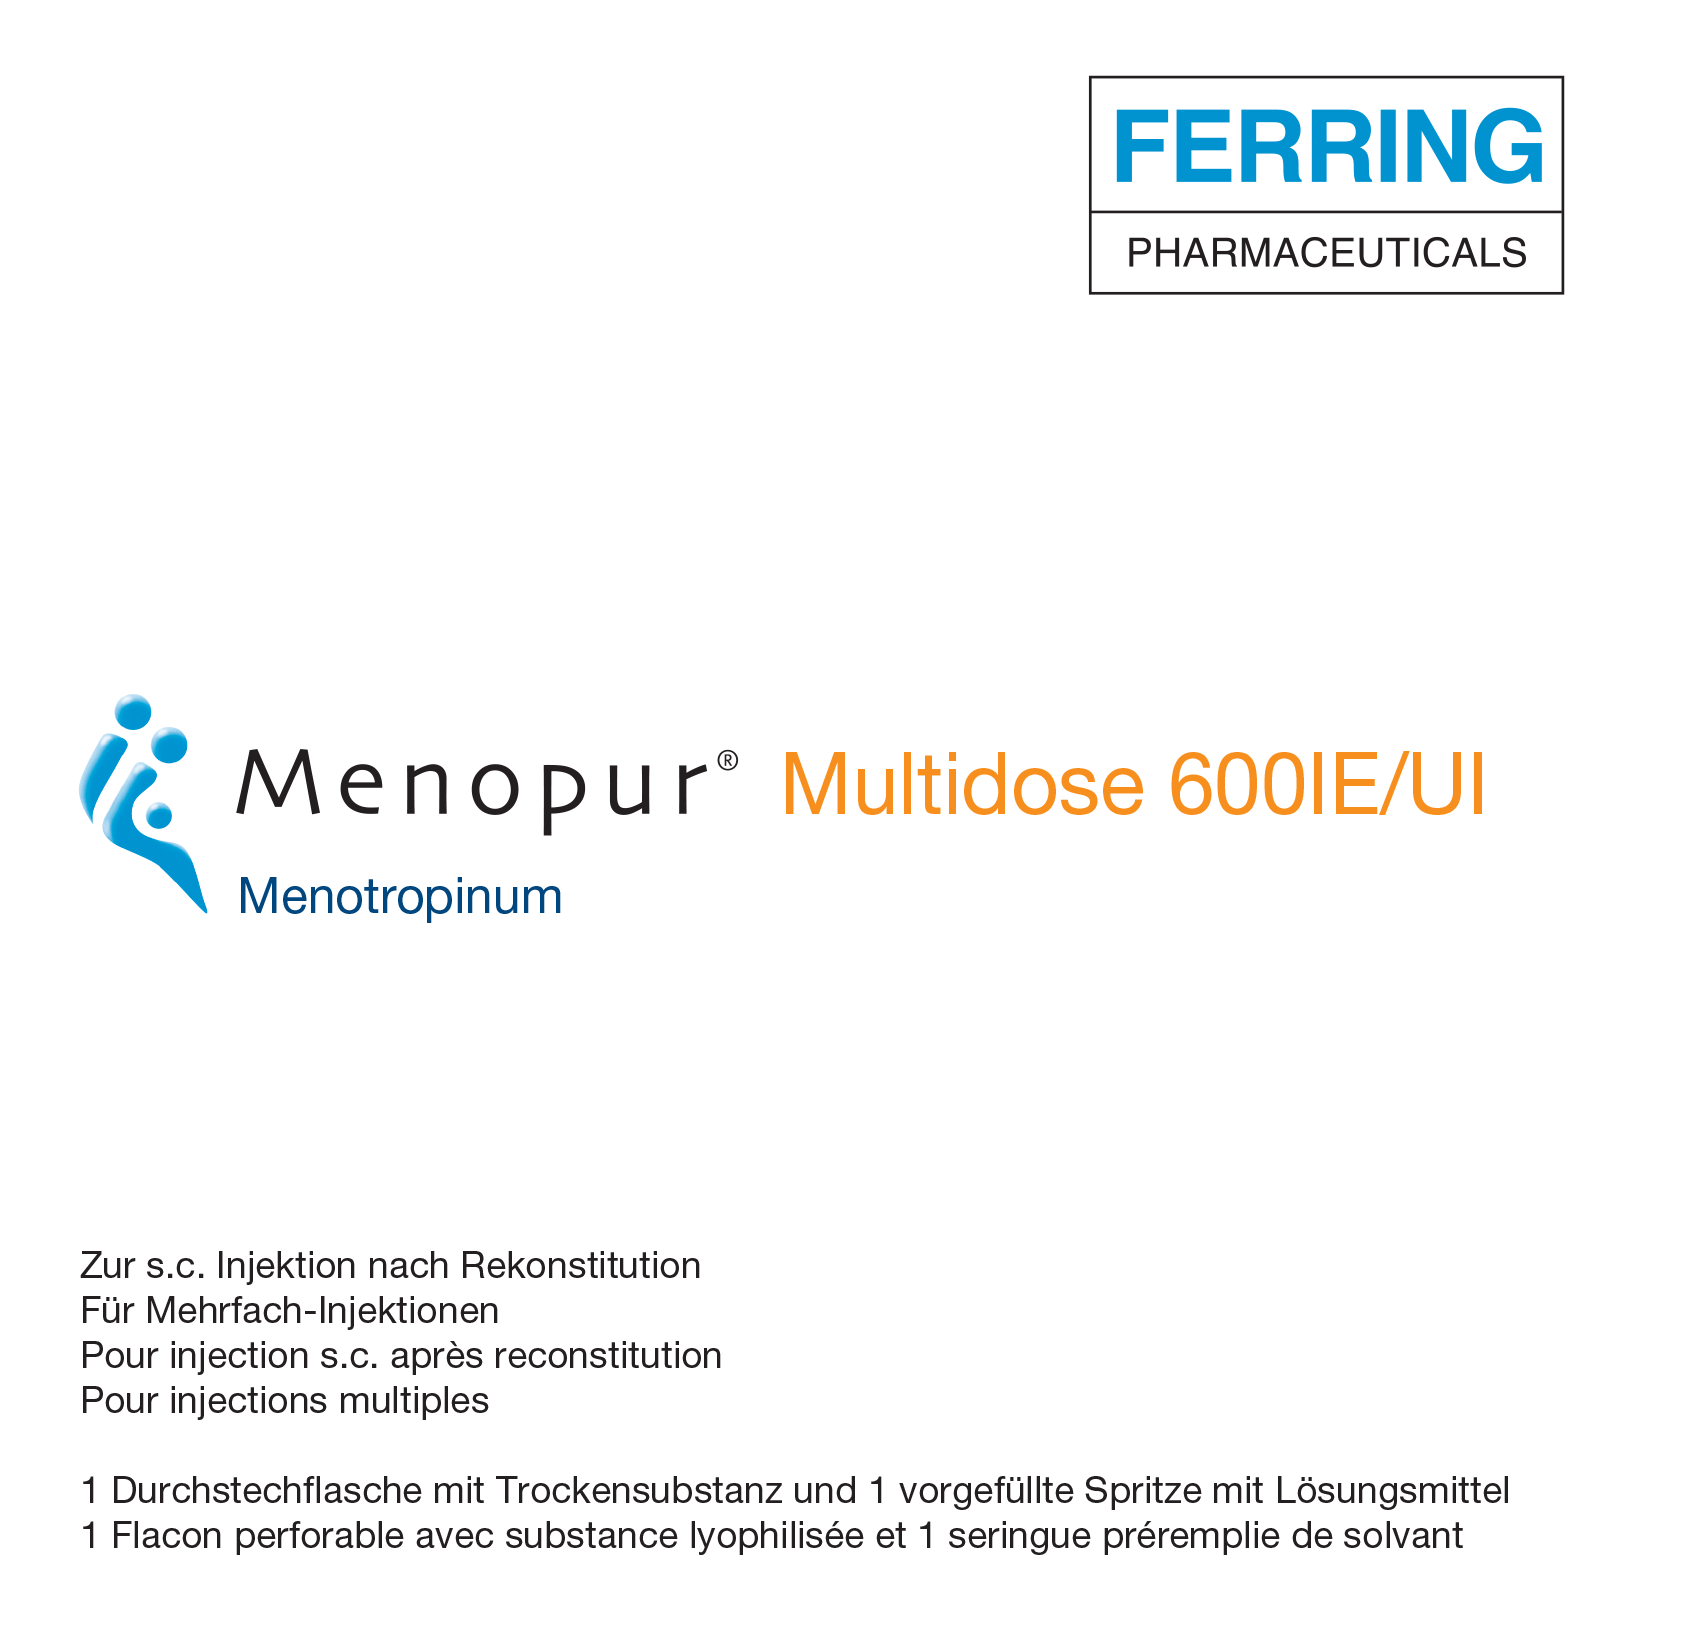 FERRING
PHARMACEUTICALS
Menopur® Multidose 600IE/UI
Menotropinum
Zur s.c. Injektion nach Rekonstitution
Für Mehrfach-Injektionen
Pour injection s.c. après reconstitution
Pour injections multiples
1 Durchstechflasche mit Trockensubstanz und 1 vorgefüllte Spritze mit Lösungsmittel
1 Flacon perforable avec substance lyophilisée et 1 seringue préremplie de solvant